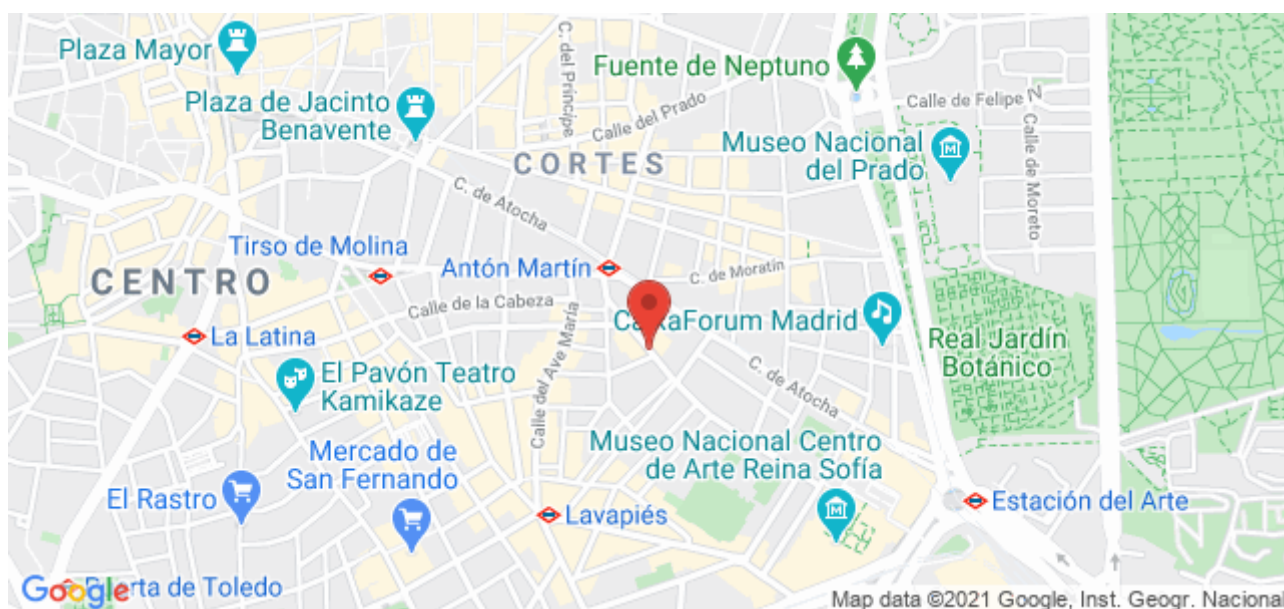 Plaza Mayor
Plaza de Jacinto
Benavente
C. del Príncipe
Calle del Prado
Fuente de Neptuno
Calle de Felipe N
Calle de Moreto
Museo Nacional
del Prado
CORTES
C. de Atocha
Tirso de Molina
Antón Martín
C. de Moratín
CENTRO
Calle de la Cabeza
La Latina
Calle del Ave María
Forum Madrid
Real Jardín
Botánico
El Pavón Teatro
Kamikaze
C. de Atocha
Mercado de
San Fernando
Museo Nacional Centro
de Arte Reina Sofía
El Rastro
Lavapiés
Estación del Arte
Google
rta de Toledo
Map data ©2021 Google, Inst. Geogr. Naciona